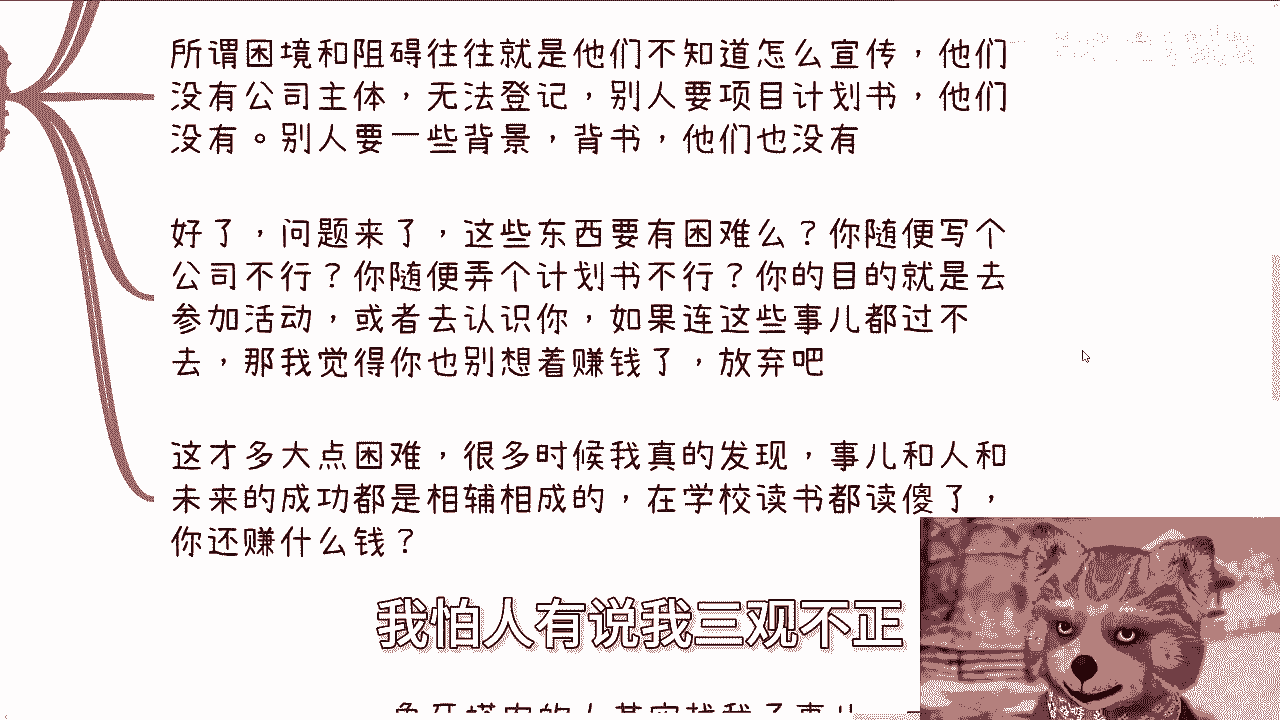 所谓困境和阻碍往往就是他们不知道怎么宣传，他们
没有公司主体，无法登记，别人要项目计划书，他们
没有。别人要一些背景，背书，他们也没有
好了，问题来了，这些东西要有困难么？你随便写个
公司不行？你随便弄个计划书不行？你的目的就是去
参加活动，或者去认识你，如果连这些事儿都过不
去，那我觉得你也别想着赚钱了，放弃吧
这才多大点困难，很多时候我真的发现，事儿和人和
未来的成功都是相辅相成的，在学校读书都读傻了，
你还赚什么钱？
我怕人有说我三观不正